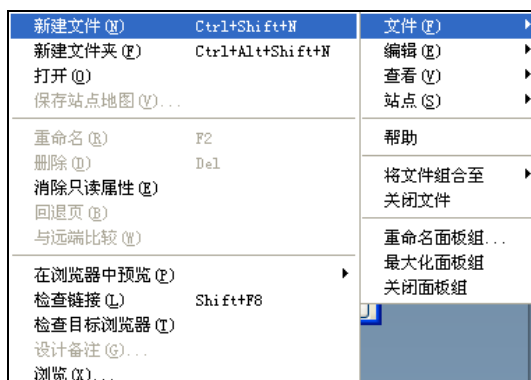 新建文件(N) Ctrl+Shift+N
新建文件夹(F) Ctrl+Alt+Shift+N
打开(O)
保存站点地图(V)...
重命名(R) F2
删除(D) Del
消除只读属性(E)
回退页(B)
与远端比较(W)
在浏览器中预览(P)
检查链接(L) Shift+F8
检查目标浏览器(T)
设计备注(G)...
浏览(X)...
文件(F)
编辑(E)
查看(V)
站点(S)
帮助
将文件组合至
关闭文件
重命名面板组...
最大化面板组
关闭面板组